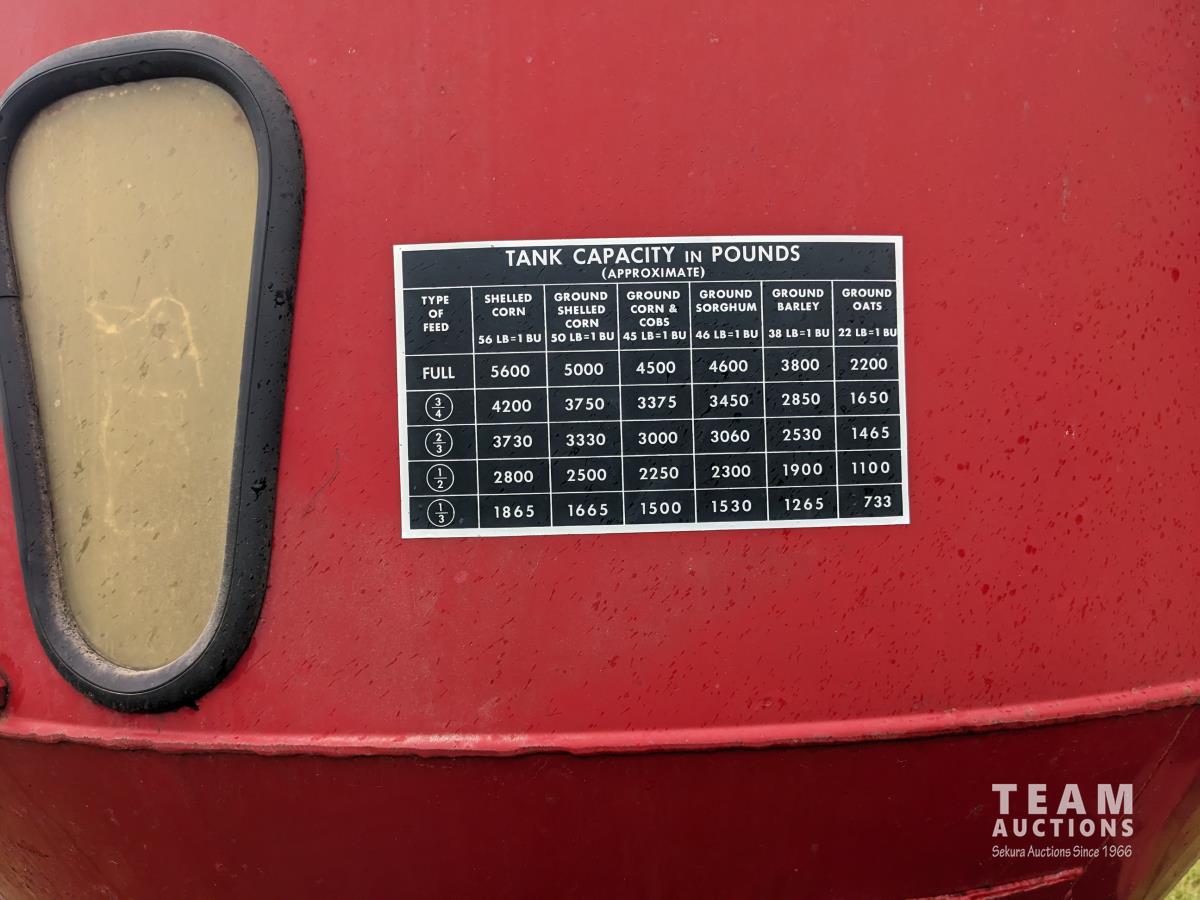 TANK CAPACITY IN POUNDS
(APPROXIMATE)
TYPE OF FEED | SHELLED CORN 56 LB=1 BU | GROUND SHELLED CORN 50 LB=1 BU | GROUND CORN & COBS 45 LB=1 BU | GROUND SORGHUM 46 LB=1 BU | GROUND BARLEY 38 LB=1 BU | GROUND OATS 22 LB=1 BU
FULL 5600 5000 4500 4600 3800 2200
3/4 4200 3750 3375 3450 2850 1650
2/3 3730 3330 3000 3060 2530 1465
1/2 2800 2500 2250 2300 1900 1100
1/3 1865 1665 1500 1530 1265 733
TEAM
AUCTIONS
Sekura Auctions Since 1966